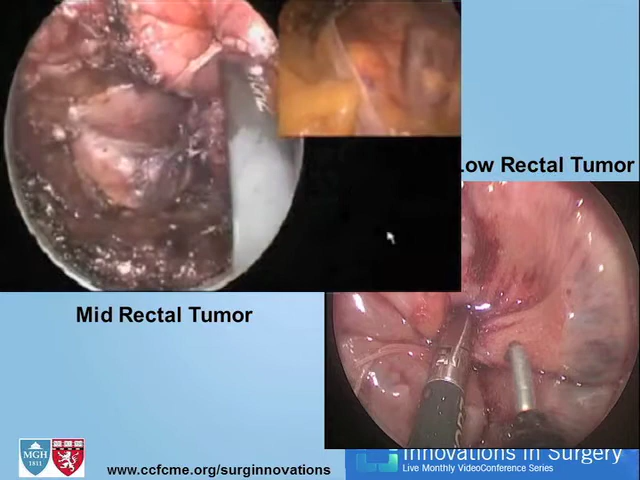 Low Rectal Tumor
Mid Rectal Tumor
MGH
1811
www.ccfcme.org/surginnovations
Innovations in Surgery
Live Monthly VideoConference Series